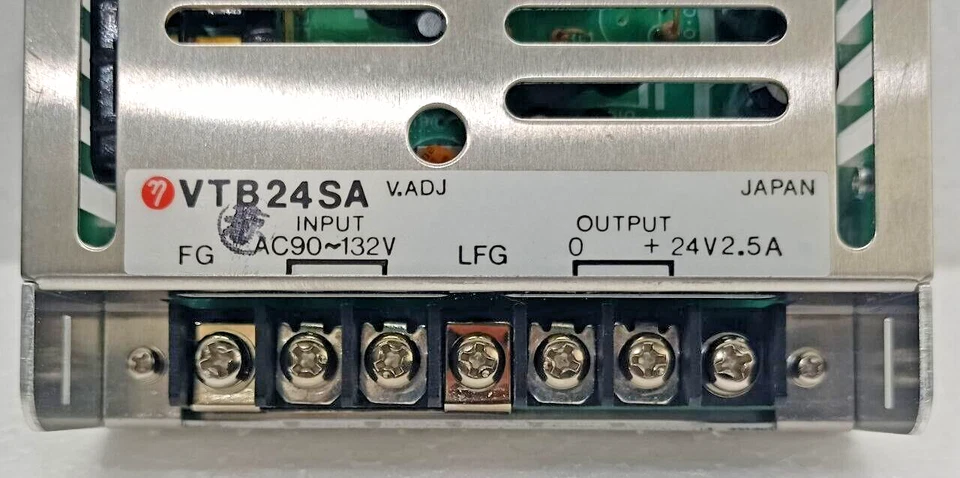 η VTB24SA V.ADJ JAPAN
INPUT OUTPUT
FG AC90~132V LFG 0 + 24V2.5A